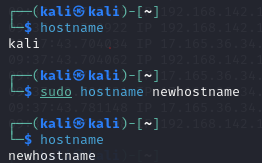 ┌──(kali㉿kali)-[~]
└─$ hostname
kali
┌──(kali㉿kali)-[~]
└─$ sudo hostname newhostname
┌──(kali㉿kali)-[~]
└─$ hostname
newhostname